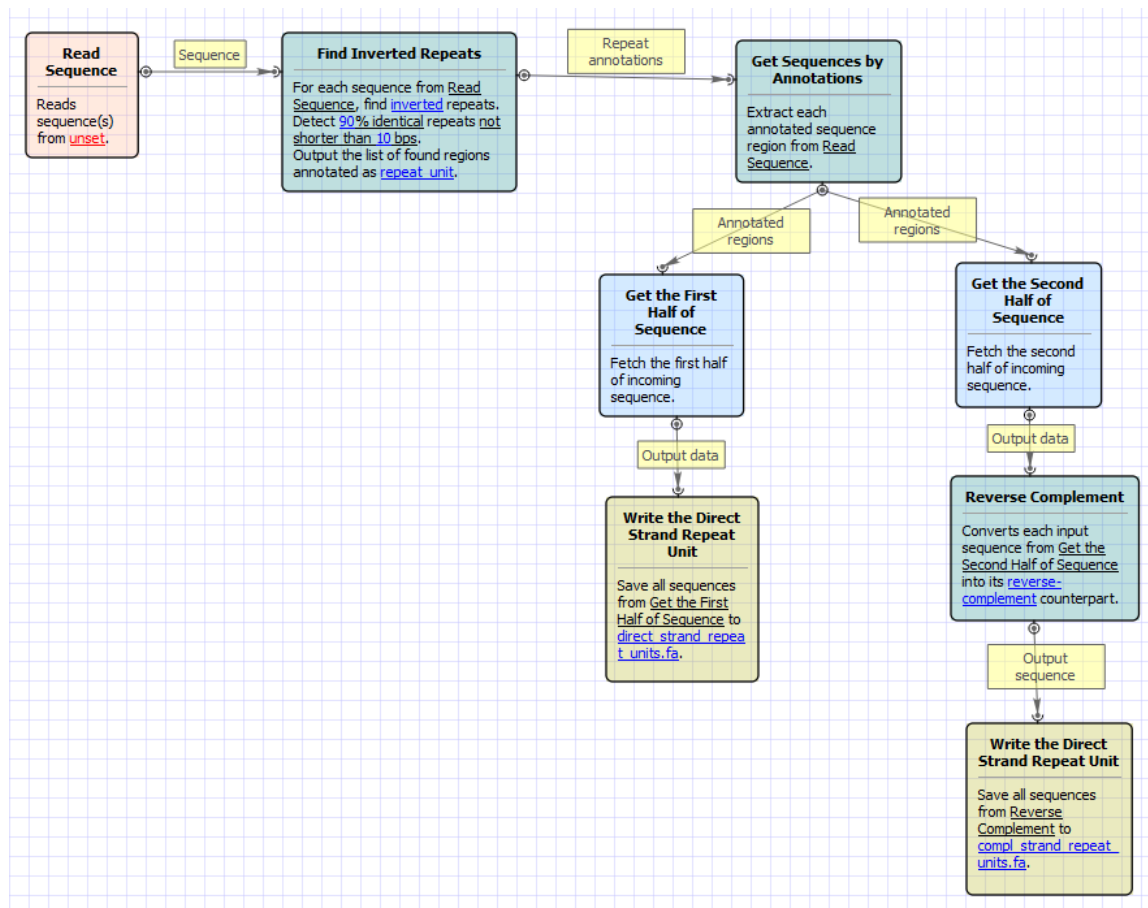 Read
Sequence
Reads
sequence(s)
from unset.
Sequence
Find Inverted Repeats
For each sequence from Read
Sequence, find inverted repeats.
Detect 90% identical repeats not
shorter than 10 bps.
Output the list of found regions
annotated as repeat_unit.
Repeat
annotations
Get Sequences by
Annotations
Extract each
annotated sequence
region from Read
Sequence.
Annotated
regions
Annotated
regions
Get the First
Half of
Sequence
Fetch the first half
of incoming
sequence.
Output data
Write the Direct
Strand Repeat
Unit
Save all sequences
from Get the First
Half of Sequence to
direct_strand_repea
t_units.fa.
Get the Second
Half of
Sequence
Fetch the second
half of incoming
sequence.
Output data
Reverse Complement
Converts each input
sequence from Get the
Second Half of Sequence
into its reverse-
complement counterpart.
Output
sequence
Write the Direct
Strand Repeat Unit
Save all sequences
from Reverse
Complement to
compl_strand_repeat_
units.fa.